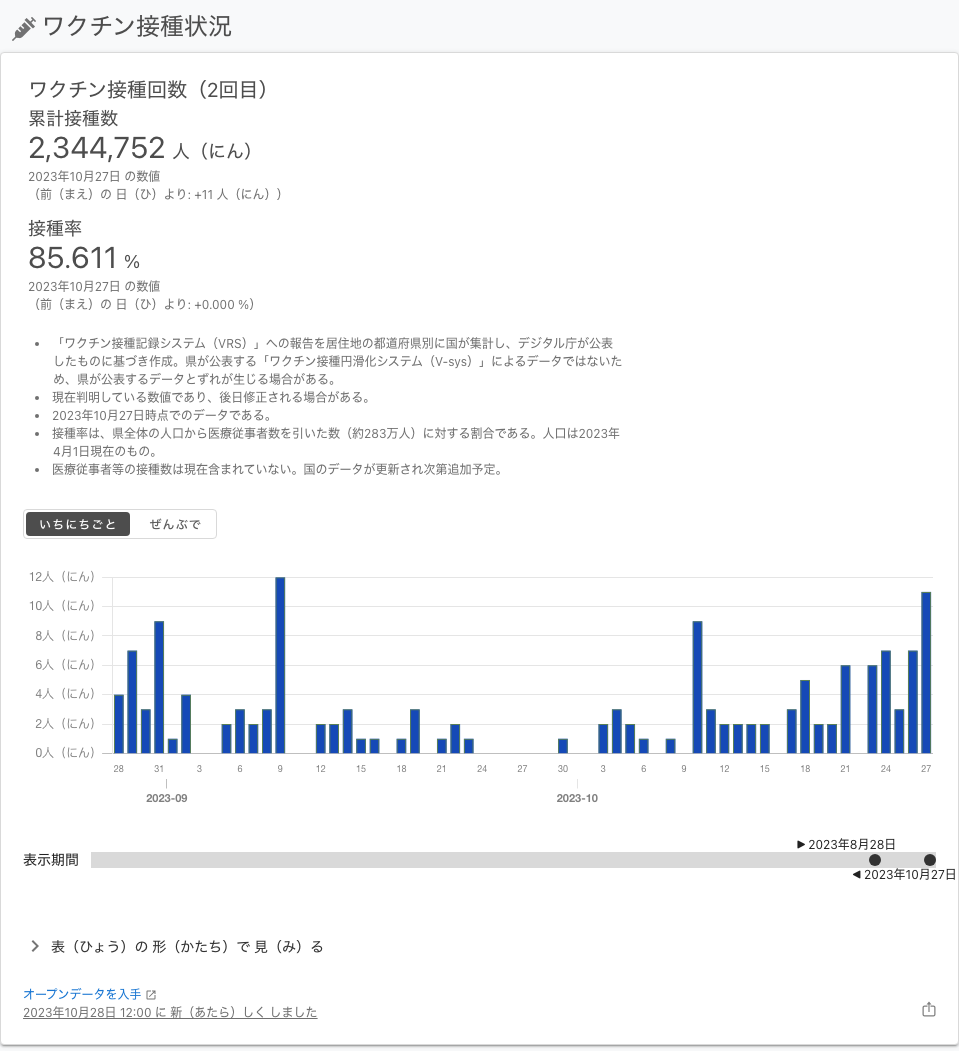 ワクチン接種状況
ワクチン接種回数（2回目）
累計接種数
2,344,752 人（にん）
2023年10月27日 の数値
（前（まえ）の 日（ひ）より: +11 人（にん））
接種率
85.611 %
2023年10月27日 の数値
（前（まえ）の 日（ひ）より: +0.000 %）
• 「ワクチン接種記録システム（VRS）」への報告を居住地の都道府県別に国が集計し、デジタル庁が公表
したものに基づき作成。県が公表する「ワクチン接種円滑化システム（V-sys）」によるデータではないた
め、県が公表するデータとずれが生じる場合がある。
• 現在判明している数値であり、後日修正される場合がある。
• 2023年10月27日時点でのデータである。
• 接種率は、県全体の人口から医療従事者数を引いた数（約283万人）に対する割合である。人口は2023年
4月1日現在のもの。
• 医療従事者等の接種数は現在含まれていない。国のデータが更新され次第追加予定。
いちにちごと ぜんぶで
12人（にん）
10人（にん）
8人（にん）
6人（にん）
4人（にん）
2人（にん）
0人（にん）
28 31 3 6 9 12 15 18 21 24 27 30 3 6 9 12 15 18 21 24 27
2023-09 2023-10
▶ 2023年8月28日
表示期間
◀ 2023年10月27日
表（ひょう）の 形（かたち）で 見（み）る
オープンデータを入手
2023年10月28日 12:00 に 新（あたら）しく しました